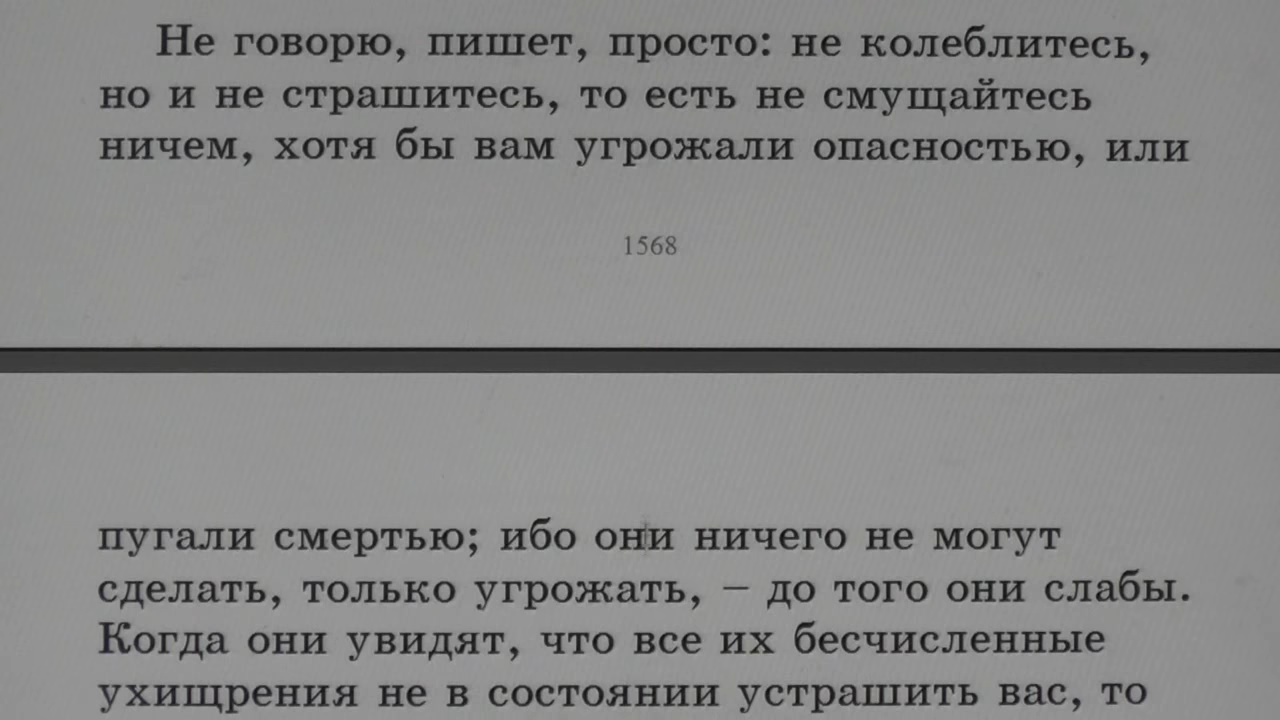 Не говорю, пишет, просто: не колеблитесь,
но и не страшитесь, то есть не смущайтесь
ничем, хотя бы вам угрожали опасностью, или
1568
пугали смертью; ибо они ничего не могут
сделать, только угрожать, – до того они слабы.
Когда они увидят, что все их бесчисленные
ухищрения не в состоянии устрашить вас, то